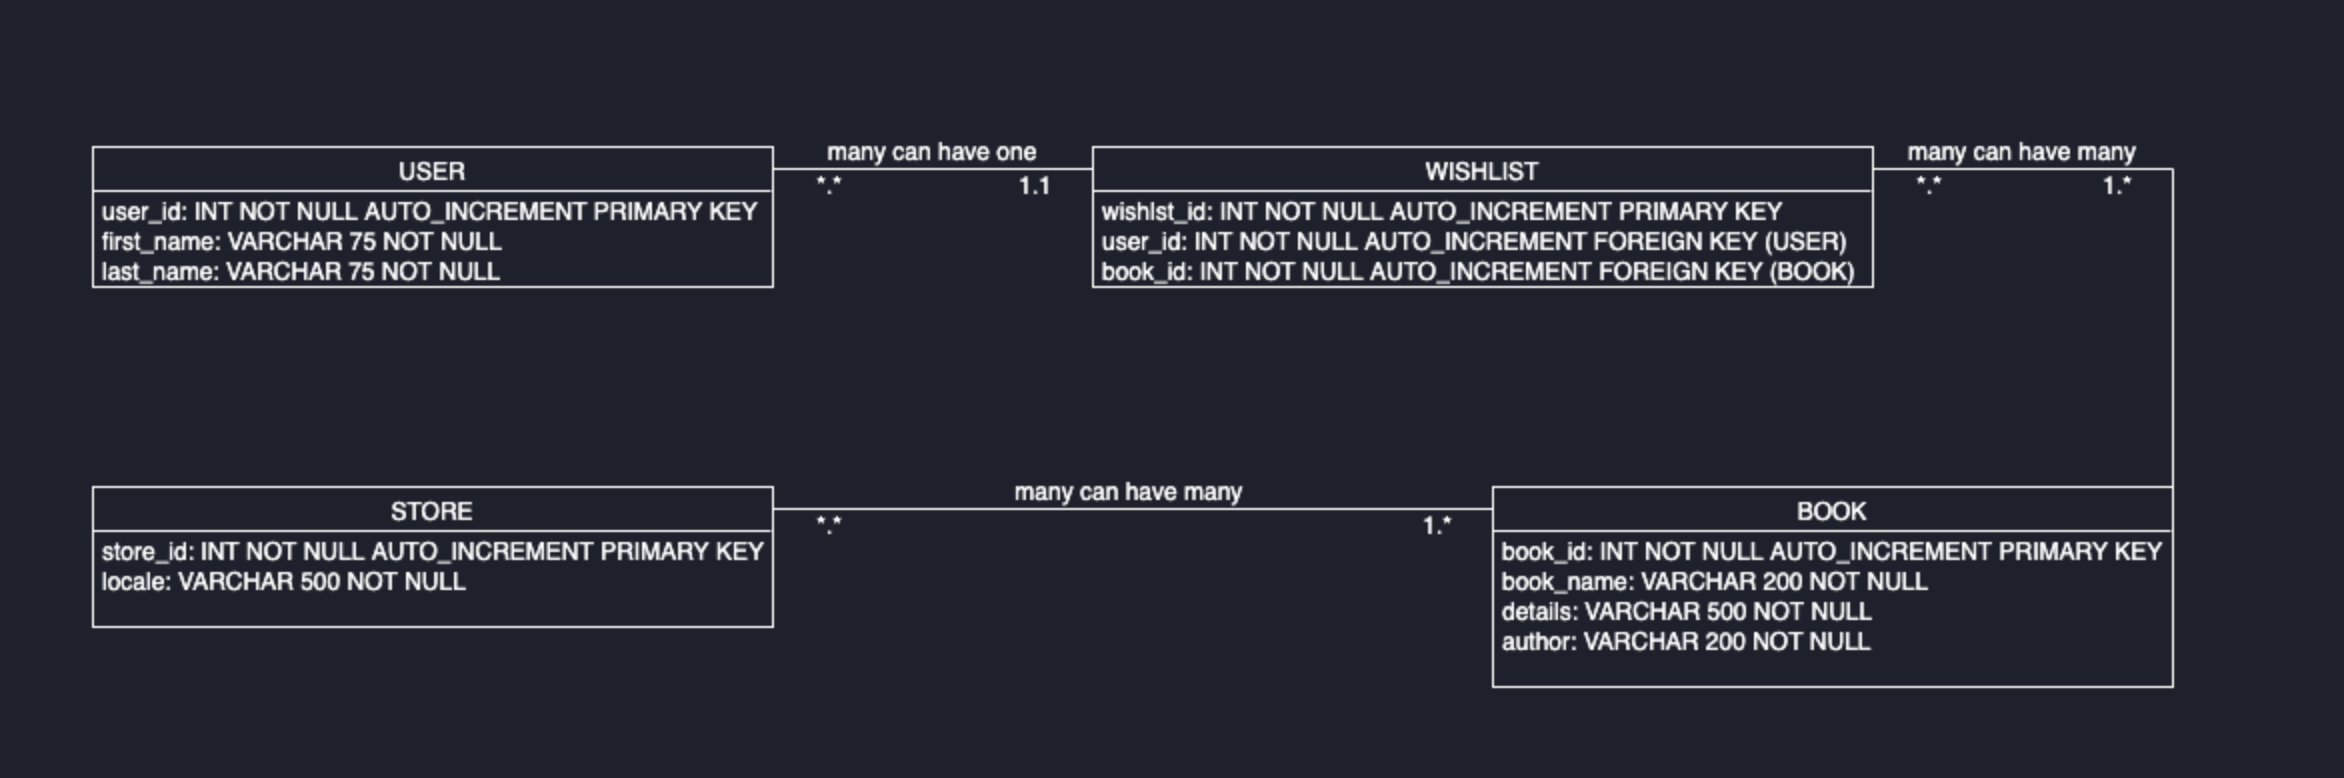 many can have one
many can have many
USER
*.*
1.1
WISHLIST
*.*
1.*
user_id: INT NOT NULL AUTO_INCREMENT PRIMARY KEY
first_name: VARCHAR 75 NOT NULL
last_name: VARCHAR 75 NOT NULL
wishlst_id: INT NOT NULL AUTO_INCREMENT PRIMARY KEY
user_id: INT NOT NULL AUTO_INCREMENT FOREIGN KEY (USER)
book_id: INT NOT NULL AUTO_INCREMENT FOREIGN KEY (BOOK)
many can have many
STORE
*.*
1.*
BOOK
store_id: INT NOT NULL AUTO_INCREMENT PRIMARY KEY
locale: VARCHAR 500 NOT NULL
book_id: INT NOT NULL AUTO_INCREMENT PRIMARY KEY
book_name: VARCHAR 200 NOT NULL
details: VARCHAR 500 NOT NULL
author: VARCHAR 200 NOT NULL